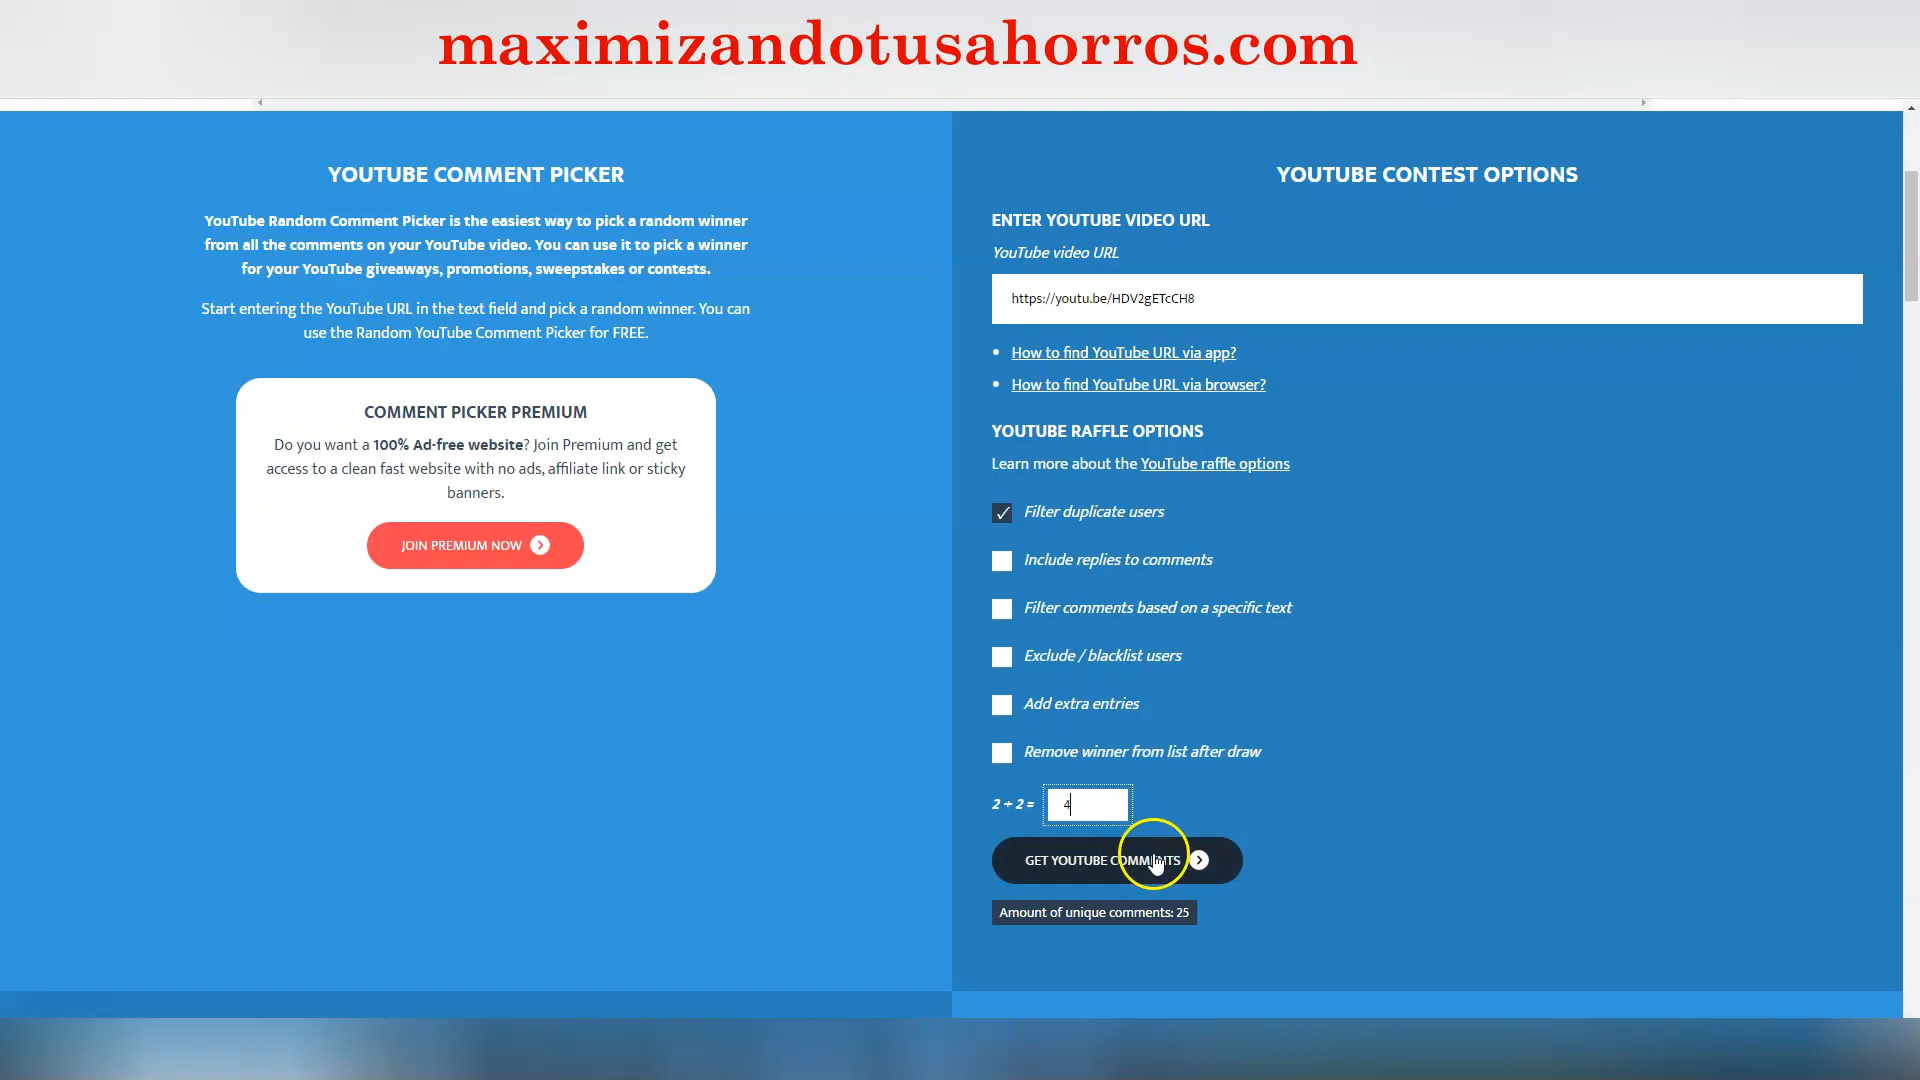 maximizandotusahorros.com
YOUTUBE COMMENT PICKER
YouTube Random Comment Picker is the easiest way to pick a random winner
from all the comments on your YouTube video. You can use it to pick a winner
for your YouTube giveaways, promotions, sweepstakes or contests.
Start entering the YouTube URL in the text field and pick a random winner. You can
use the Random YouTube Comment Picker for FREE.
COMMENT PICKER PREMIUM
Do you want a 100% Ad-free website? Join Premium and get
access to a clean fast website with no ads, affiliate link or sticky
banners.
JOIN PREMIUM NOW
YOUTUBE CONTEST OPTIONS
ENTER YOUTUBE VIDEO URL
YouTube video URL
https://youtu.be/HDV2gETcCH8
How to find YouTube URL via app?
How to find YouTube URL via browser?
YOUTUBE RAFFLE OPTIONS
Learn more about the YouTube raffle options
Filter duplicate users
Include replies to comments
Filter comments based on a specific text
Exclude / blacklist users
Add extra entries
Remove winner from list after draw
2 + 2 = 4
GET YOUTUBE COMMENTS
Amount of unique comments: 25